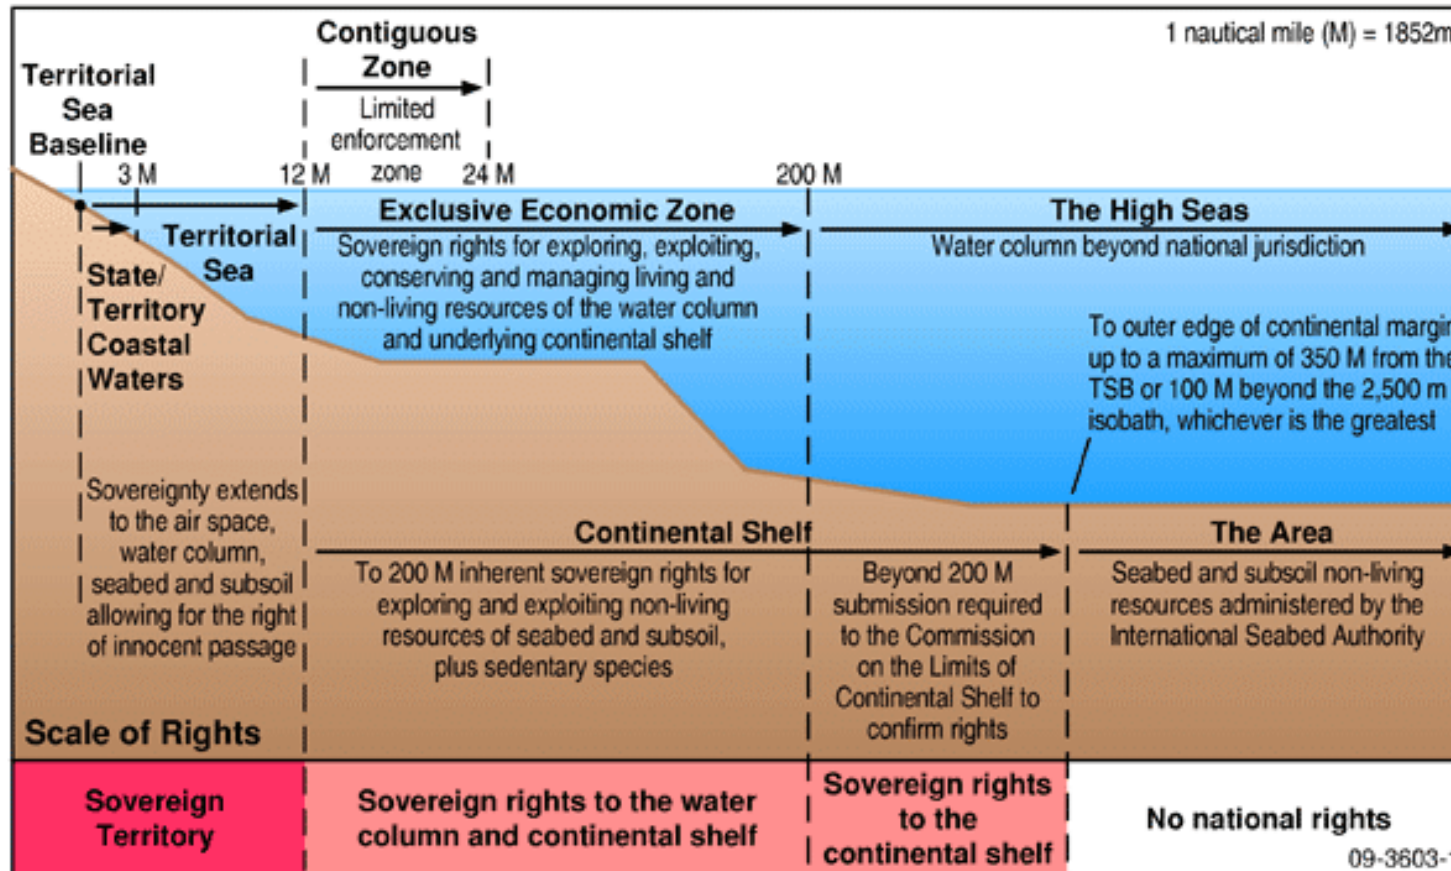 1 nautical mile (M) = 1852m
Contiguous
Zone
Limited
enforcement
zone
Territorial
Sea
Baseline
3 M
12 M
24 M
200 M
Territorial
Sea
State/
Territory
Coastal
Waters
Exclusive Economic Zone
Sovereign rights for exploring, exploiting,
conserving and managing living and
non-living resources of the water column
and underlying continental shelf
The High Seas
Water column beyond national jurisdiction
To outer edge of continental margin
up to a maximum of 350 M from the
TSB or 100 M beyond the 2,500 m
isobath, whichever is the greatest
Sovereignty extends
to the air space,
water column,
seabed and subsoil
allowing for the right
of innocent passage
Continental Shelf
To 200 M inherent sovereign rights for
exploring and exploiting non-living
resources of seabed and subsoil,
plus sedentary species
Beyond 200 M
submission required
to the Commission
on the Limits of
Continental Shelf to
confirm rights
The Area
Seabed and subsoil non-living
resources administered by the
International Seabed Authority
Scale of Rights
Sovereign
Territory
Sovereign rights to the water
column and continental shelf
Sovereign rights
to the
continental shelf
No national rights
09-3603-1